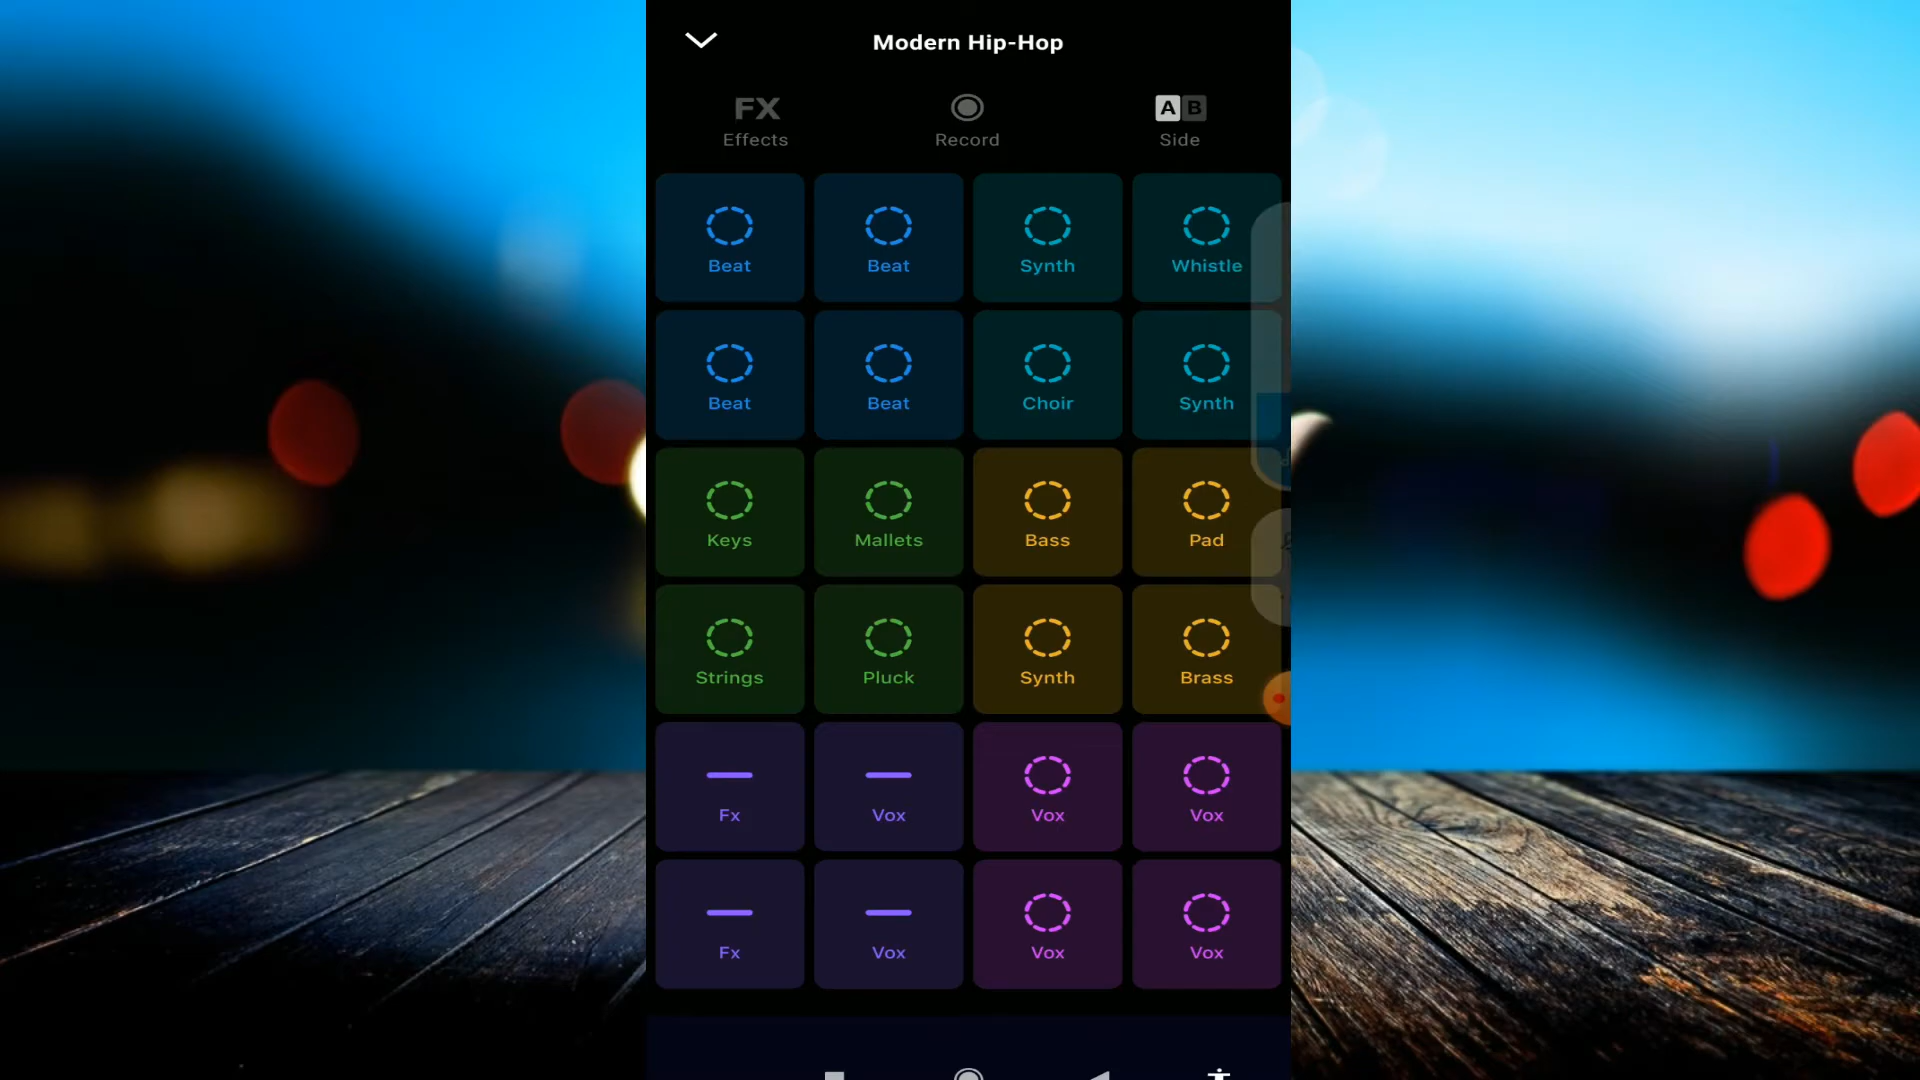 Modern Hip-Hop
FX
Effects
Record
A B
Side
Beat
Beat
Synth
Whistle
Beat
Beat
Choir
Synth
Keys
Mallets
Bass
Pad
Strings
Pluck
Synth
Brass
Fx
Vox
Vox
Vox
Fx
Vox
Vox
Vox